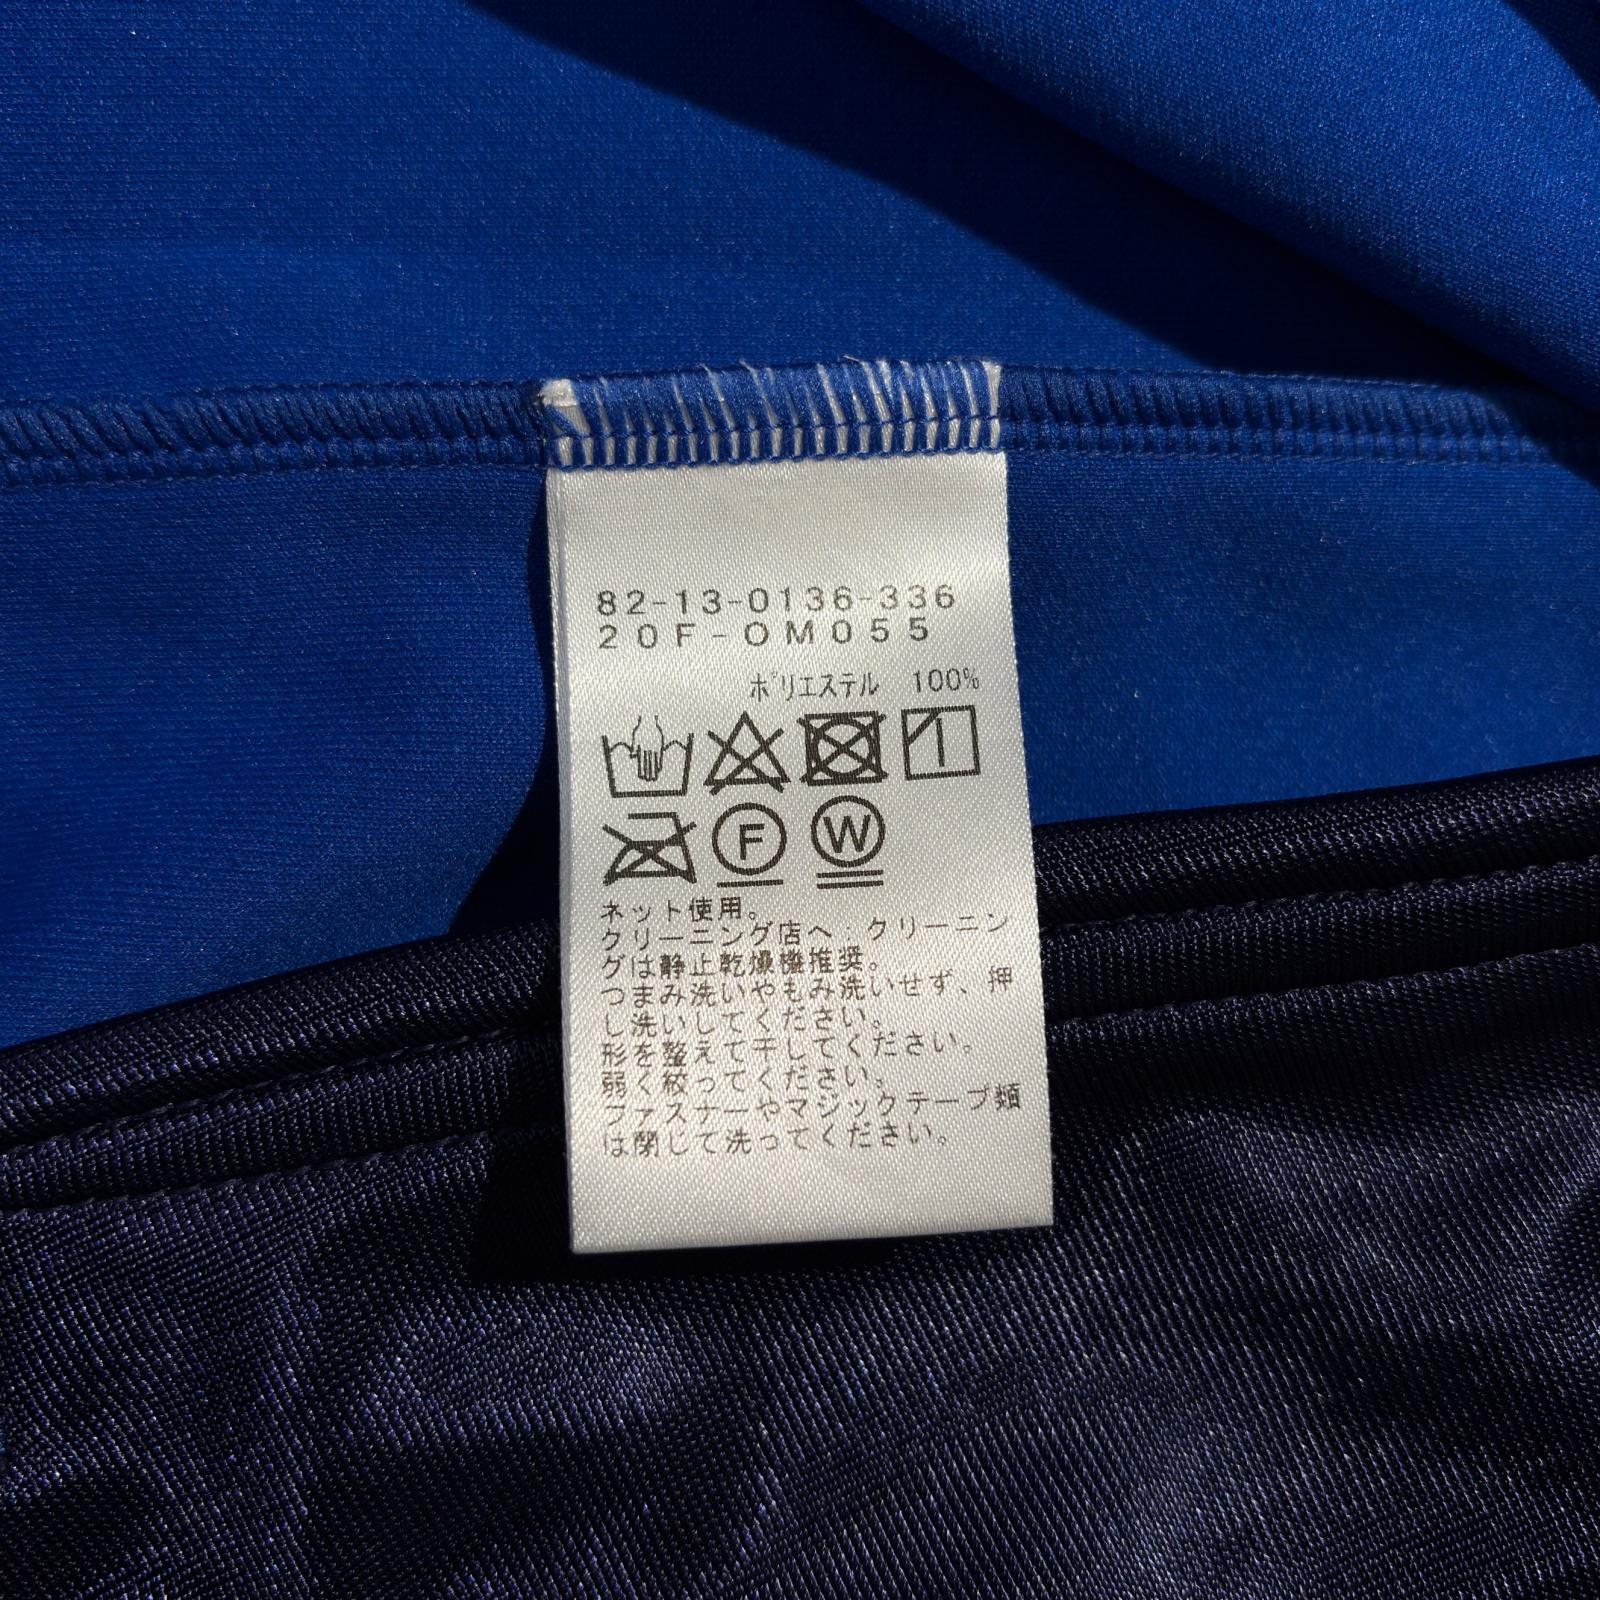 82-13-0136-336
20F-OM055
ポリエステル 100%
F W
ネット使用。
クリーニング店へ：クリーニン
グは静止乾燥機推奨。
つまみ洗いやもみ洗いせず、押
し洗いしてください。
形を整えて干してください。
弱く絞ってください。
ファスナーやマジックテープ類
は閉じて洗ってください。